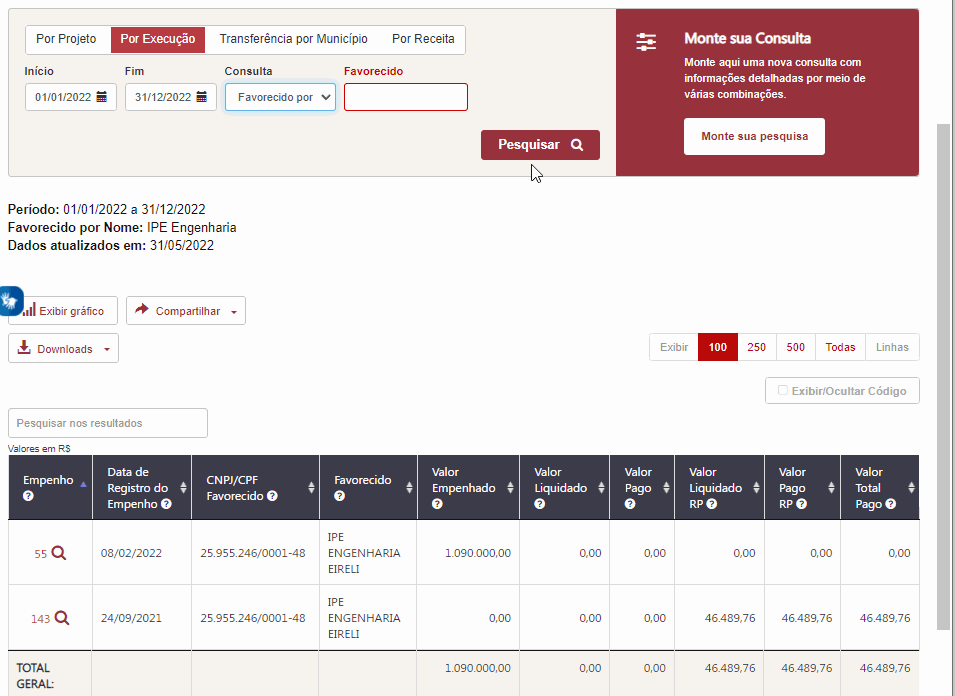 Por Projeto Por Execução Transferência por Município Por Receita
Início Fim Consulta Favorecido
01/01/2022 31/12/2022 Favorecido por
Pesquisar
Monte sua Consulta
Monte aqui uma nova consulta com
informações detalhadas por meio de
várias combinações.
Monte sua pesquisa
Período: 01/01/2022 a 31/12/2022
Favorecido por Nome: IPE Engenharia
Dados atualizados em: 31/05/2022
Exibir gráfico Compartilhar
Downloads
Exibir 100 250 500 Todas Linhas
Exibir/Ocultar Código
Pesquisar nos resultados
Valores em R$
Empenho ?
Data de
Registro do
Empenho ?
CNPJ/CPF
Favorecido ?
Favorecido
?
Valor
Empenhado
?
Valor
Liquidado
?
Valor
Pago
?
Valor
Liquidado
RP ?
Valor
Pago
RP ?
Valor
Total
Pago ?
55 08/02/2022 25.955.246/0001-48
IPE
ENGENHARIA
EIRELI
1.090.000,00 0,00 0,00 0,00 0,00 0,00
143 24/09/2021 25.955.246/0001-48
IPE
ENGENHARIA
EIRELI
0,00 0,00 0,00 46.489,76 46.489,76 46.489,76
TOTAL
GERAL:
1.090.000,00 0,00 0,00 46.489,76 46.489,76 46.489,76